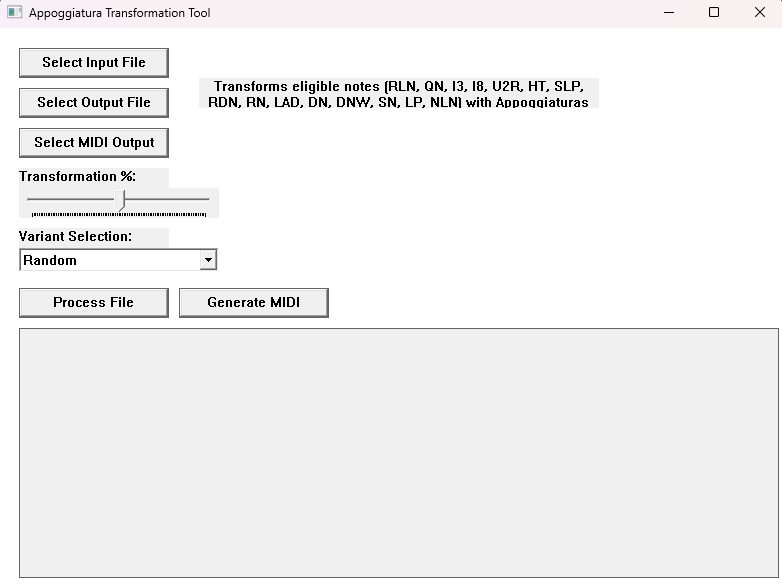 Appoggiatura Transformation Tool
Select Input File
Transforms eligible notes (RLN, QN, I3, I8, U2R, HT, SLP,
RDN, RN, LAD, DN, DNW, SN, LP, NLN) with Appoggiaturas
Select Output File
Select MIDI Output
Transformation %:
Variant Selection:
Random
Process File
Generate MIDI